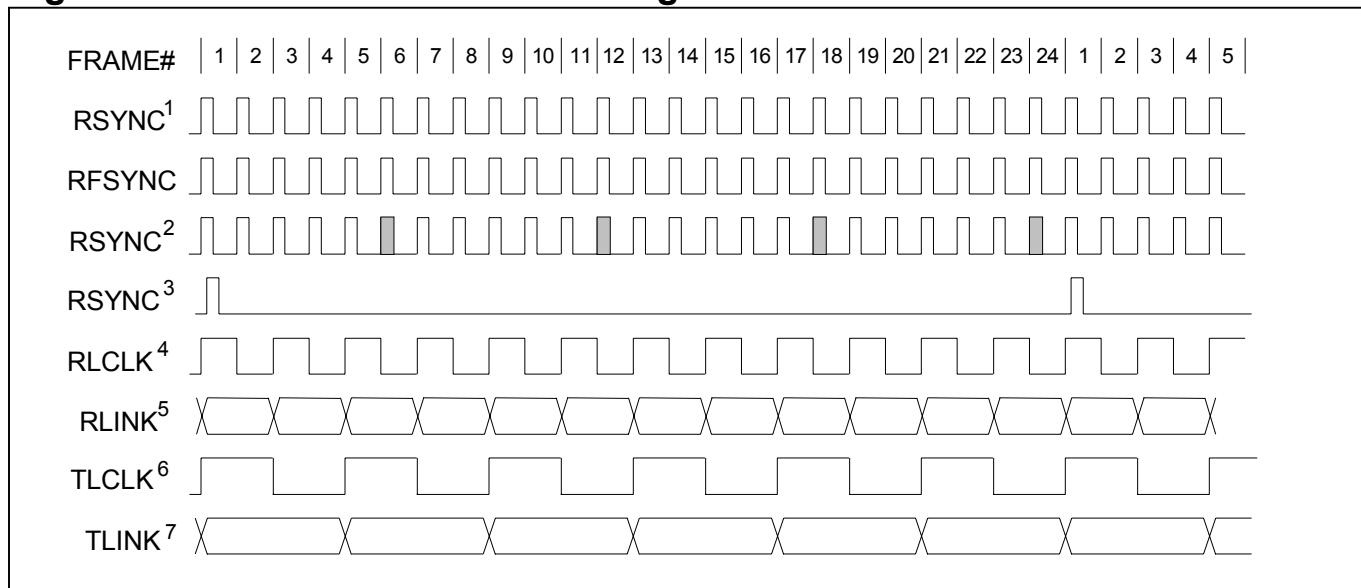 FRAME# 1 2 3 4 5 6 7 8 9 10 11 12 13 14 15 16 17 18 19 20 21 22 23 24 1 2 3 4 5
RSYNC1
RFSYNC
RSYNC2
RSYNC3
RLCLK4
RLINK5
TLCLK6
TLINK7